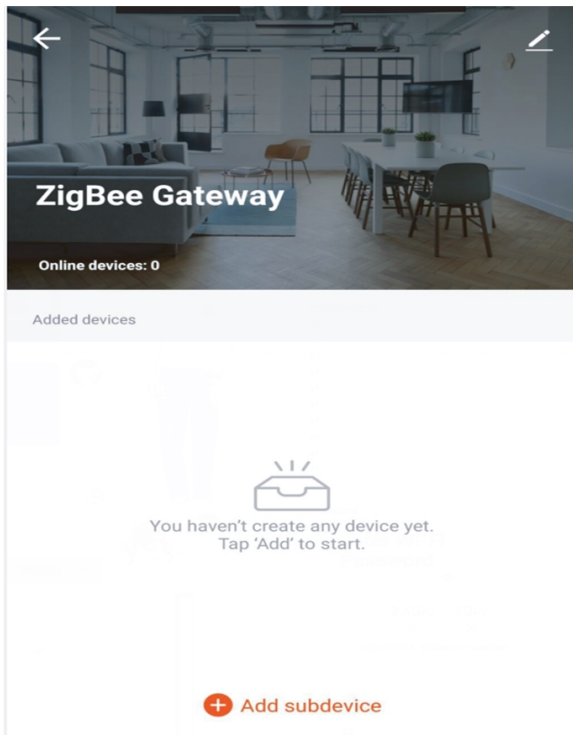 ZigBee Gateway
Online devices: 0
Added devices
You haven't create any device yet.
Tap 'Add' to start.
Add subdevice